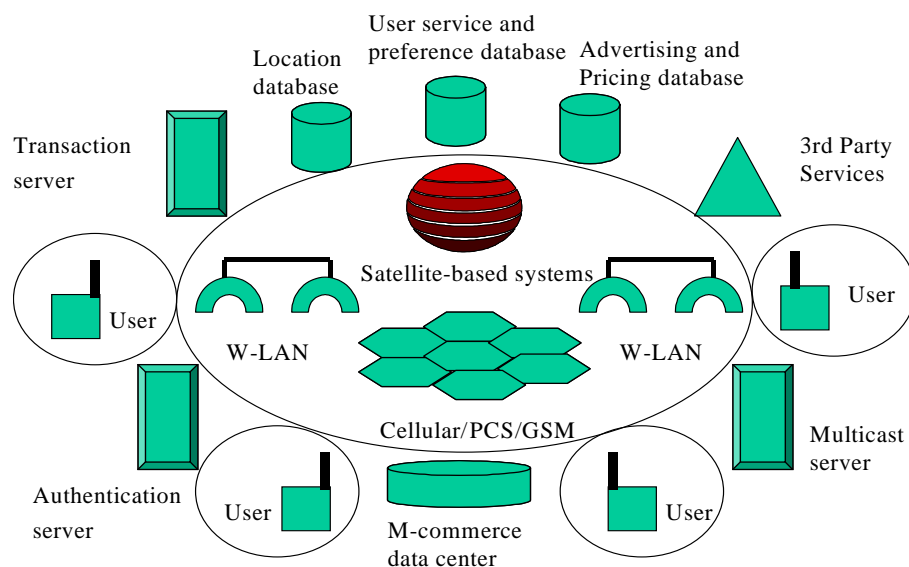 User service and
preference database
Location
database
Advertising and
Pricing database
Transaction
server
3rd Party
Services
Satellite-based systems
User
User
W-LAN
W-LAN
Cellular/PCS/GSM
Multicast
server
Authentication
server
User
User
M-commerce
data center